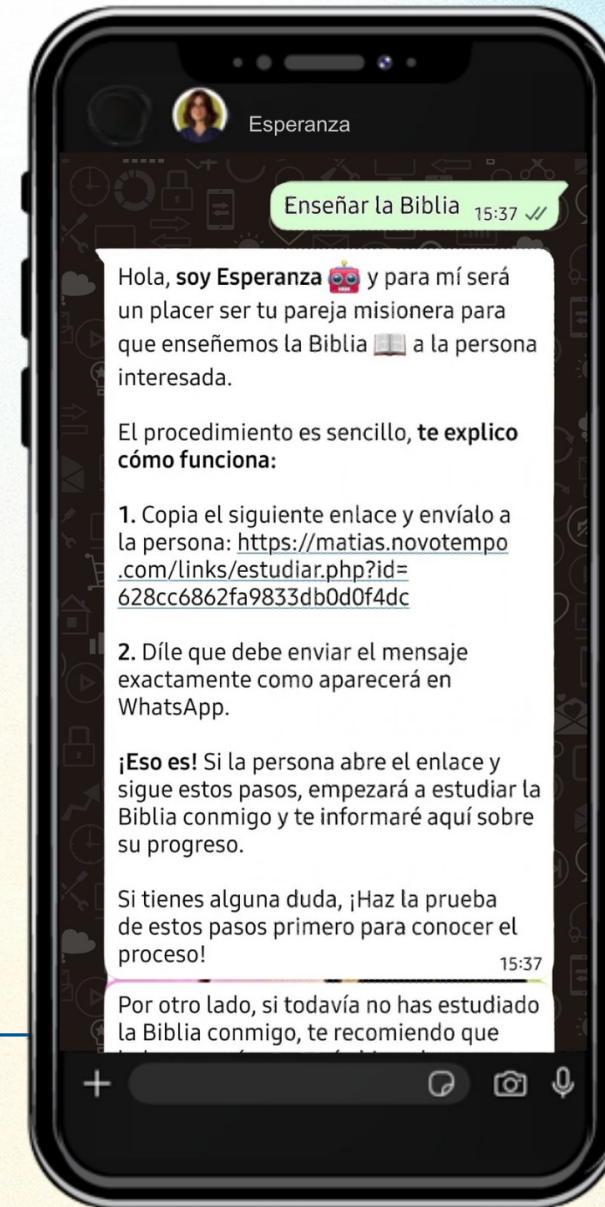 Esperanza
Enseñar la Biblia 15:37
Hola, soy Esperanza 🤖 y para mí será
un placer ser tu pareja misionera para
que enseñemos la Biblia 📖 a la persona
interesada.
El procedimiento es sencillo, te explico
cómo funciona:
1. Copia el siguiente enlace y envíalo a
la persona: https://matias.novotempo
.com/links/estudiar.php?id=
628cc6862fa9833db0d0f4dc
2. Díle que debe enviar el mensaje
exactamente como aparecerá en
WhatsApp.
¡Eso es! Si la persona abre el enlace y
sigue estos pasos, empezará a estudiar la
Biblia conmigo y te informaré aquí sobre
su progreso.
Si tienes alguna duda, ¡Haz la prueba
de estos pasos primero para conocer el
proceso!
15:37
Por otro lado, si todavía no has estudiado
la Biblia conmigo, te recomiendo que